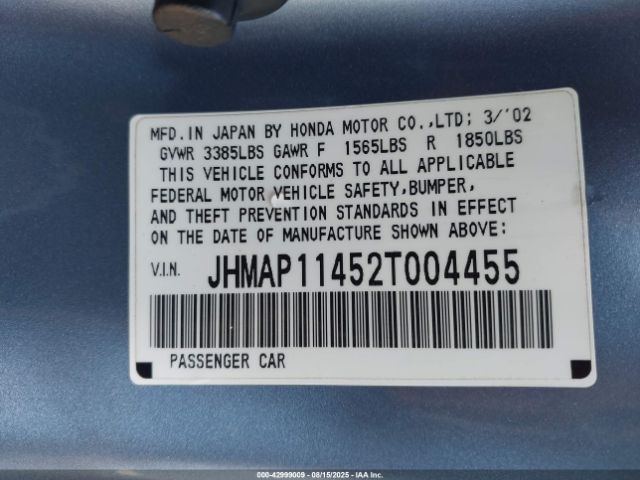 MFD. IN JAPAN BY HONDA MOTOR CO.,LTD; 3/'02
GVWR 3385LBS GAWR F 1565LBS R 1850LBS
THIS VEHICLE CONFORMS TO ALL APPLICABLE
FEDERAL MOTOR VEHICLE SAFETY,BUMPER,
AND THEFT PREVENTION STANDARDS IN EFFECT
ON THE DATE OF MANUFACTURE SHOWN ABOVE:
V.I.N. JHMAP11452T004455
PASSENGER CAR
000-42999009 - 08/15/2025 - IAA Inc.